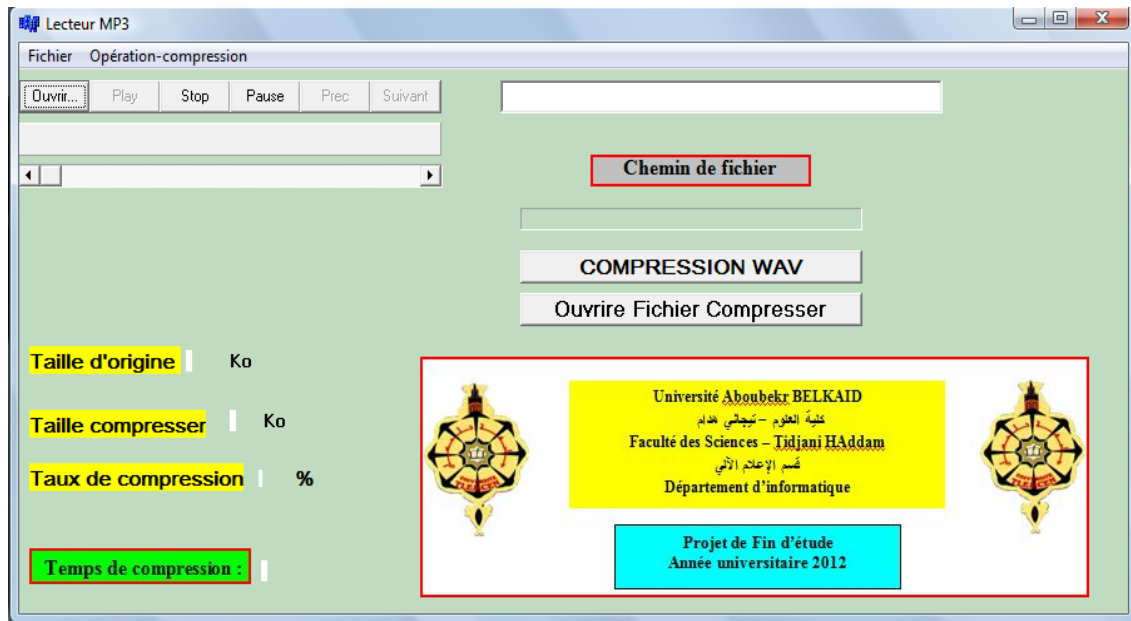 Lecteur MP3
Fichier Opération-compression
Ouvrir... Play Stop Pause Prec Suivant
Chemin de fichier
COMPRESSION WAV
Ouvrire Fichier Compresser
Taille d'origine Ko
Taille compresser Ko
Taux de compression %
Temps de compression :
Université Aboubekr BELKAID
كلية العلوم – تيجاني هدام
Faculté des Sciences – Tidjani HAddam
قسم الإعلام الآلي
Département d'informatique
Projet de Fin d'étude
Année universitaire 2012